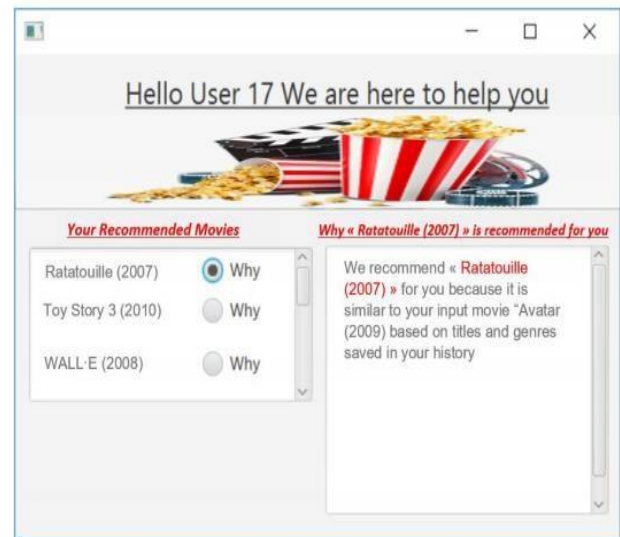 Hello User 17 We are here to help you
Your Recommended Movies
Ratatouille (2007) Why
Toy Story 3 (2010) Why
WALL·E (2008) Why
Why « Ratatouille (2007) » is recommended for you
We recommend « Ratatouille
(2007) » for you because it is
similar to your input movie “Avatar
(2009) based on titles and genres
saved in your history